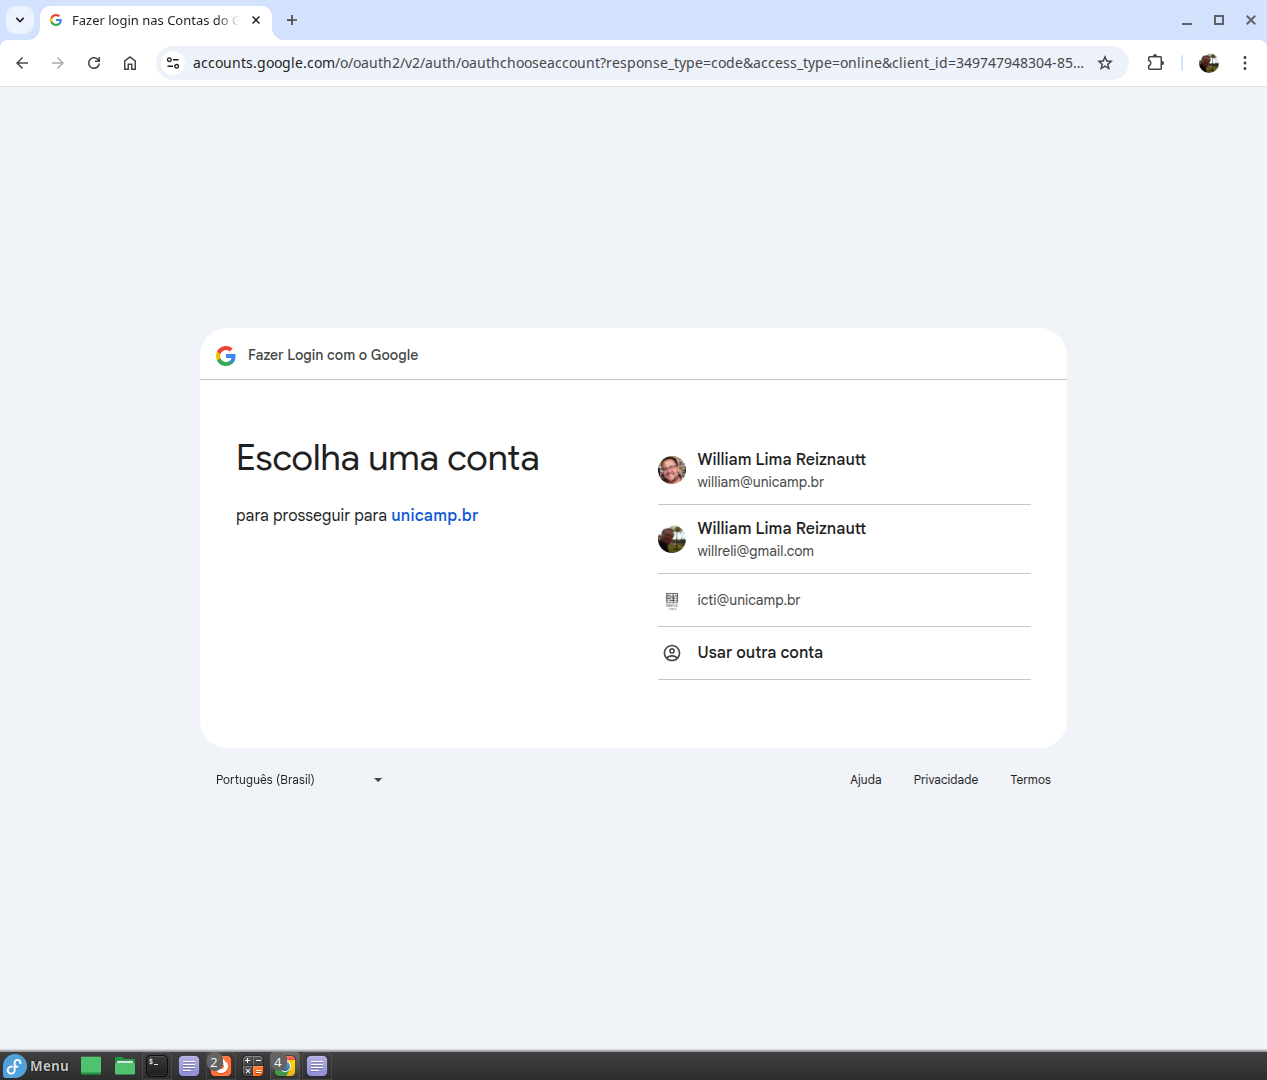 Fazer login nas Contas do
accounts.google.com/o/oauth2/v2/auth/oauthchooseaccount?response_type=code&access_type=online&client_id=349747948304-85...
Fazer Login com o Google
Escolha uma conta
para prosseguir para unicamp.br
William Lima Reiznautt
william@unicamp.br
William Lima Reiznautt
willreli@gmail.com
icti@unicamp.br
Usar outra conta
Português (Brasil)
Ajuda
Privacidade
Termos
Menu
2
4